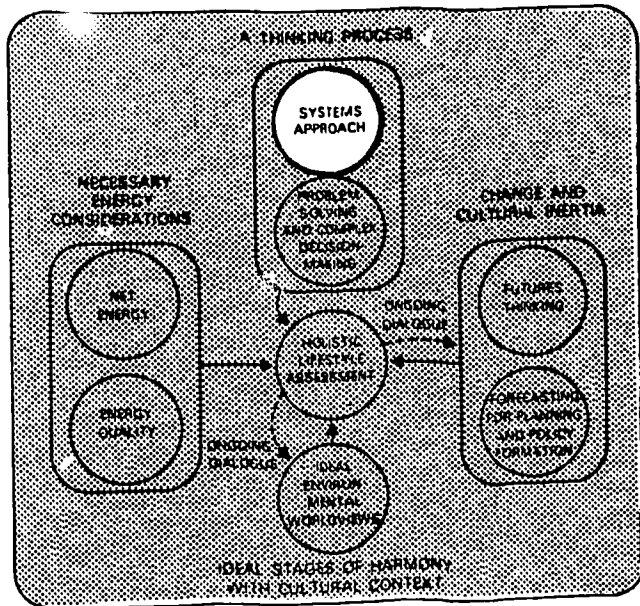 A THINKING PROCESS
SYSTEMS
APPROACH
PROBLEM
SOLVING
AND COMPLEX
DECISION-
MAKING
NECESSARY
ENERGY
CONSIDERATIONS
NET
ENERGY
ENERGY
QUALITY
CHANGE AND
CULTURAL INERTIA
FUTURES
THINKING
FORECASTING
FOR PLANNING
AND POLICY
FORMATION
ONGOING
DIALOGUE
HOLISTIC
LIFESTYLE
ASSESSMENT
ONGOING
DIALOGUE
IDEAL
ENVIRON
MENTAL
WORLDVIEWS
IDEAL STAGES OF HARMONY
WITH CULTURAL CONTEXT